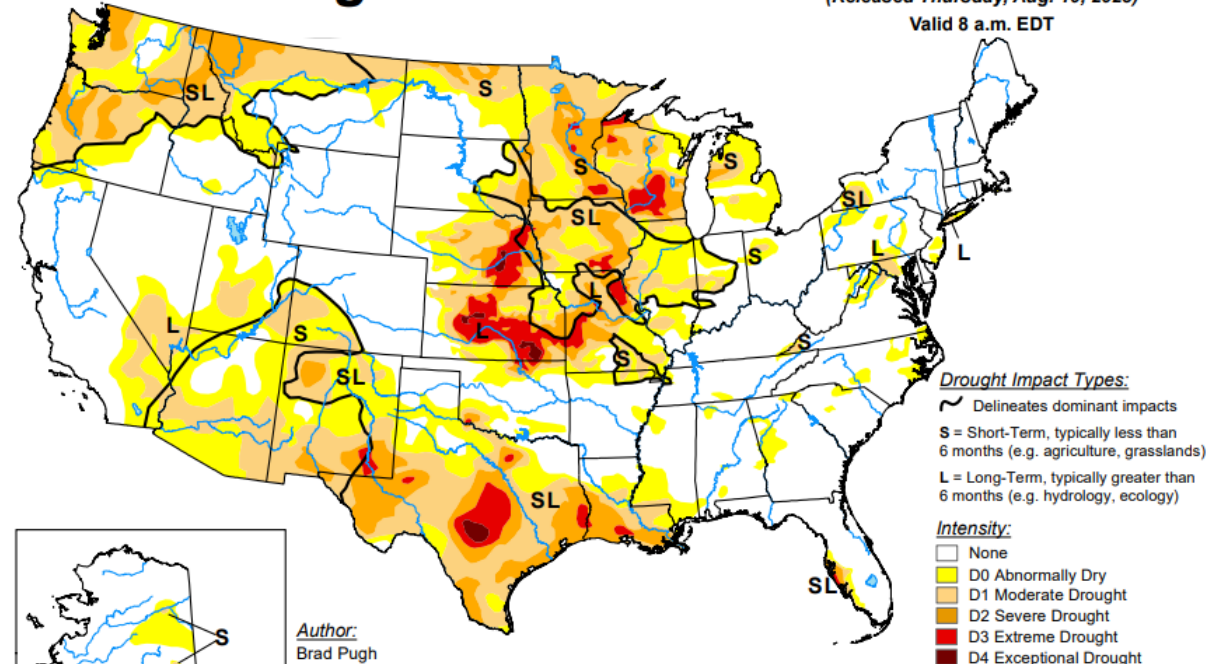 Valid 8 a.m. EDT
SL
S
S
S
SL
SL
L
S
L
L
L
S
L
S
S
SL
L
SL
SL
S
Drought Impact Types:
Delineates dominant impacts
S = Short-Term, typically less than
6 months (e.g. agriculture, grasslands)
L = Long-Term, typically greater than
6 months (e.g. hydrology, ecology)
Intensity:
None
D0 Abnormally Dry
D1 Moderate Drought
D2 Severe Drought
D3 Extreme Drought
D4 Exceptional Drought
Author:
Brad Pugh